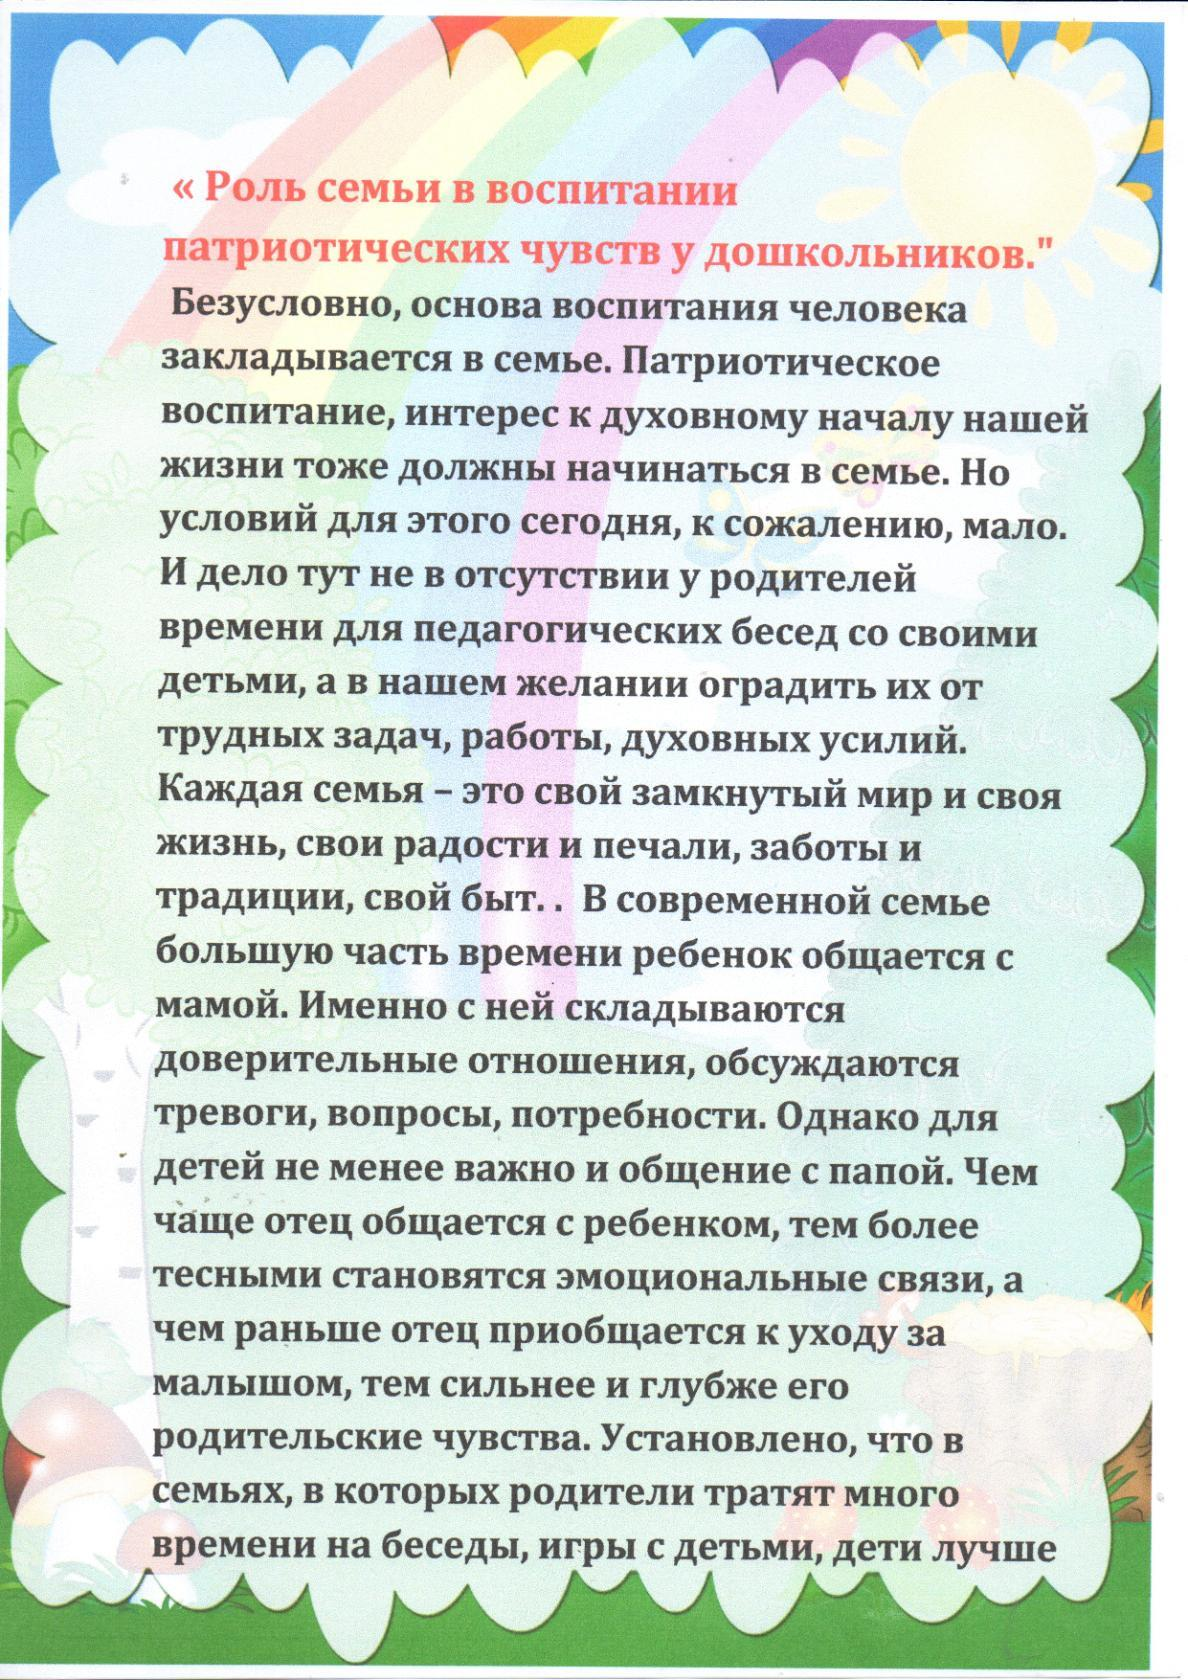 « Роль семьи в воспитании
патриотических чувств у дошкольников."
Безусловно, основа воспитания человека
закладывается в семье. Патриотическое
воспитание, интерес к духовному началу нашей
жизни тоже должны начинаться в семье. Но
условий для этого сегодня, к сожалению, мало.
И дело тут не в отсутствии у родителей
времени для педагогических бесед со своими
детьми, а в нашем желании оградить их от
трудных задач, работы, духовных усилий.
Каждая семья – это свой замкнутый мир и своя
жизнь, свои радости и печали, заботы и
традиции, свой быт. . В современной семье
большую часть времени ребенок общается с
мамой. Именно с ней складываются
доверительные отношения, обсуждаются
тревоги, вопросы, потребности. Однако для
детей не менее важно и общение с папой. Чем
чаще отец общается с ребенком, тем более
тесными становятся эмоциональные связи, а
чем раньше отец приобщается к уходу за
малышом, тем сильнее и глубже его
родительские чувства. Установлено, что в
семьях, в которых родители тратят много
времени на беседы, игры с детьми, дети лучше